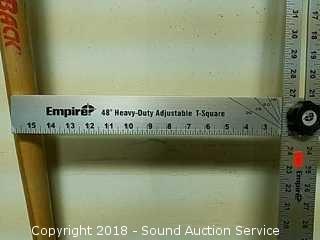 BACK
Empire 48" Heavy-Duty Adjustable T-Square
15 14 13 12 11 10 9 8 7 6 5 4 3
Empire
Copyright 2018 - Sound Auction Service